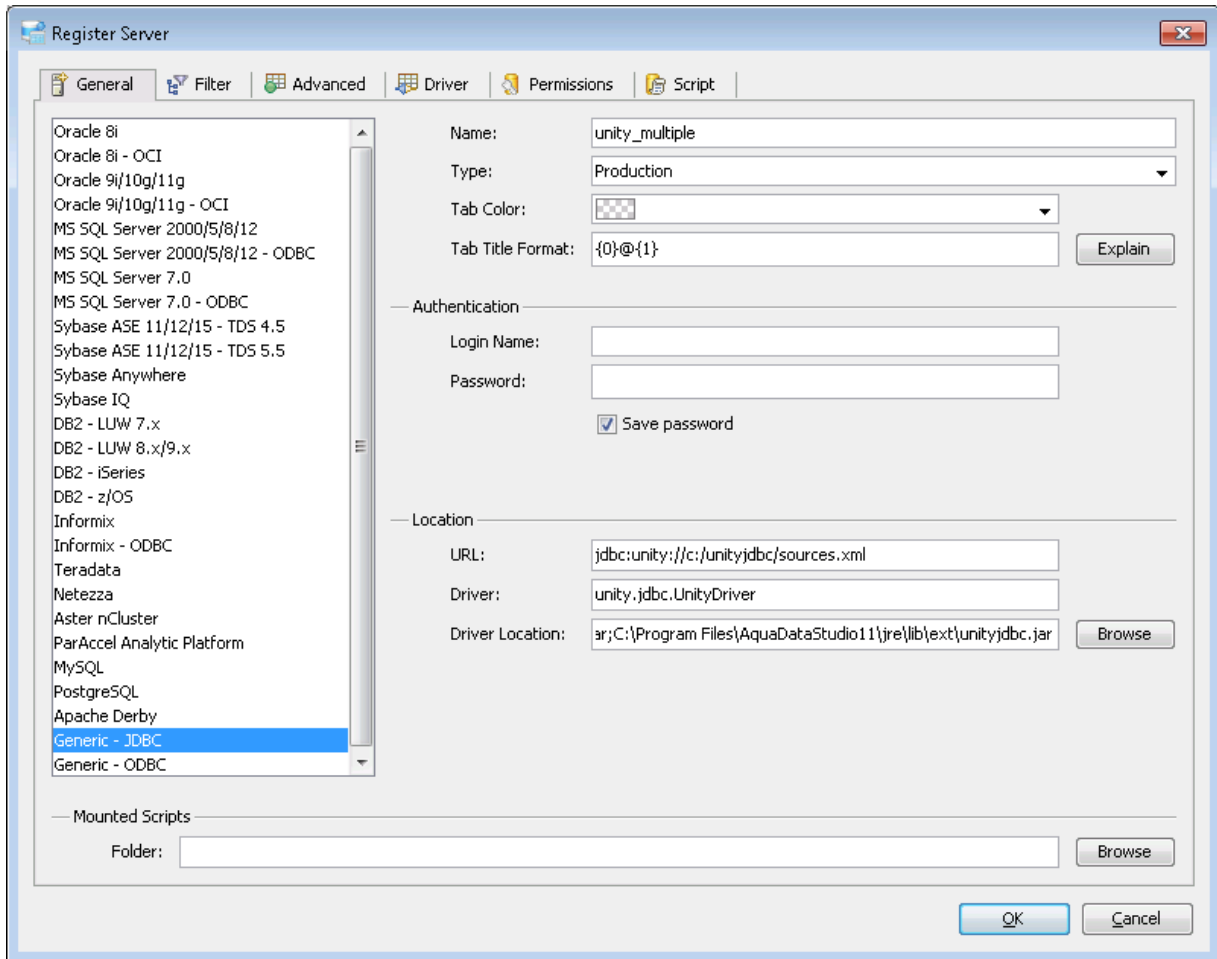 Register Server
General Filter Advanced Driver Permissions Script
Oracle 8i
Oracle 8i - OCI
Oracle 9i/10g/11g
Oracle 9i/10g/11g - OCI
MS SQL Server 2000/5/8/12
MS SQL Server 2000/5/8/12 - ODBC
MS SQL Server 7.0
MS SQL Server 7.0 - ODBC
Sybase ASE 11/12/15 - TDS 4.5
Sybase ASE 11/12/15 - TDS 5.5
Sybase Anywhere
Sybase IQ
DB2 - LUW 7.x
DB2 - LUW 8.x/9.x
DB2 - iSeries
DB2 - z/OS
Informix
Informix - ODBC
Teradata
Netezza
Aster nCluster
ParAccel Analytic Platform
MySQL
PostgreSQL
Apache Derby
Generic - JDBC
Generic - ODBC
Name: unity_multiple
Type: Production
Tab Color:
Tab Title Format: {0}@{1} Explain
Authentication
Login Name:
Password:
Save password
Location
URL: jdbc:unity://c:/unityjdbc/sources.xml
Driver: unity.jdbc.UnityDriver
Driver Location: ar;C:\Program Files\AquaDataStudio11\jre\lib\ext\unityjdbc.jar Browse
Mounted Scripts
Folder: Browse
OK Cancel